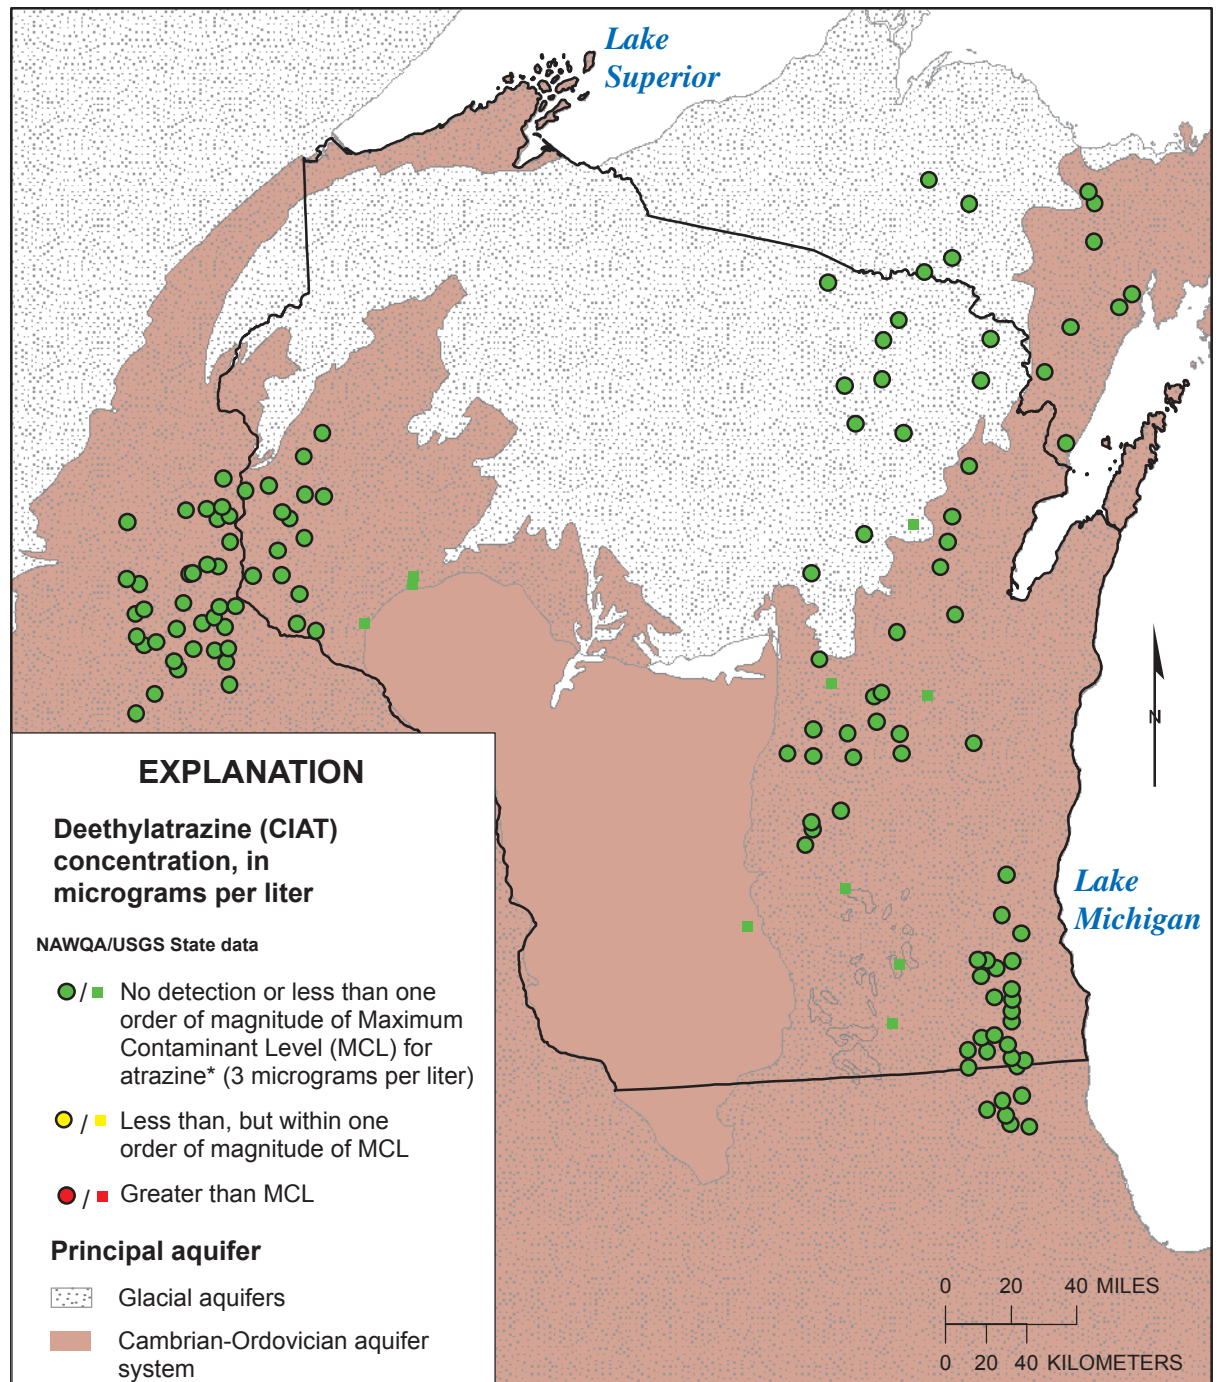 Lake
Superior
N
Lake
Michigan
EXPLANATION
Deethylatrazine (CIAT)
concentration, in
micrograms per liter
NAWQA/USGS State data
/ No detection or less than one
order of magnitude of Maximum
Contaminant Level (MCL) for
atrazine* (3 micrograms per liter)
/ Less than, but within one
order of magnitude of MCL
/ Greater than MCL
Principal aquifer
Glacial aquifers
Cambrian-Ordovician aquifer
system
0 20 40 MILES
0 20 40 KILOMETERS